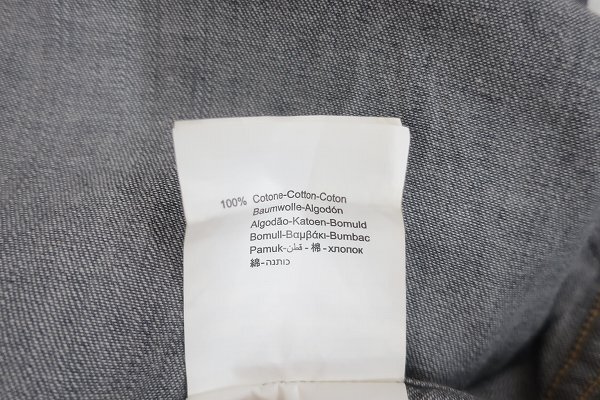 100% Cotone-Cotton-Coton
Baumwolle-Algodón
Algodão-Katoen-Bomuld
Bomull-Βαμβάκι-Bumbac
Pamuk-قطن-棉-хлопок
綿-כותנה